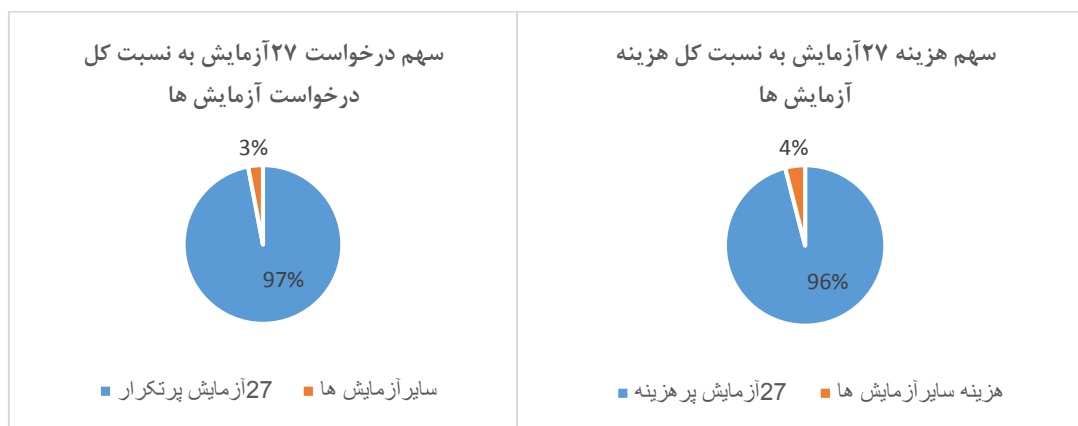 سهم هزینه ۲۷آزمایش به نسبت کل هزینه
آزمایش ها
4%
96%
27آزمایش پرهزینه
هزینه سایرآزمایش ها
سهم درخواست ۲۷آزمایش به نسبت کل
درخواست آزمایش ها
3%
97%
27آزمایش پرتکرار
سایرآزمایش ها